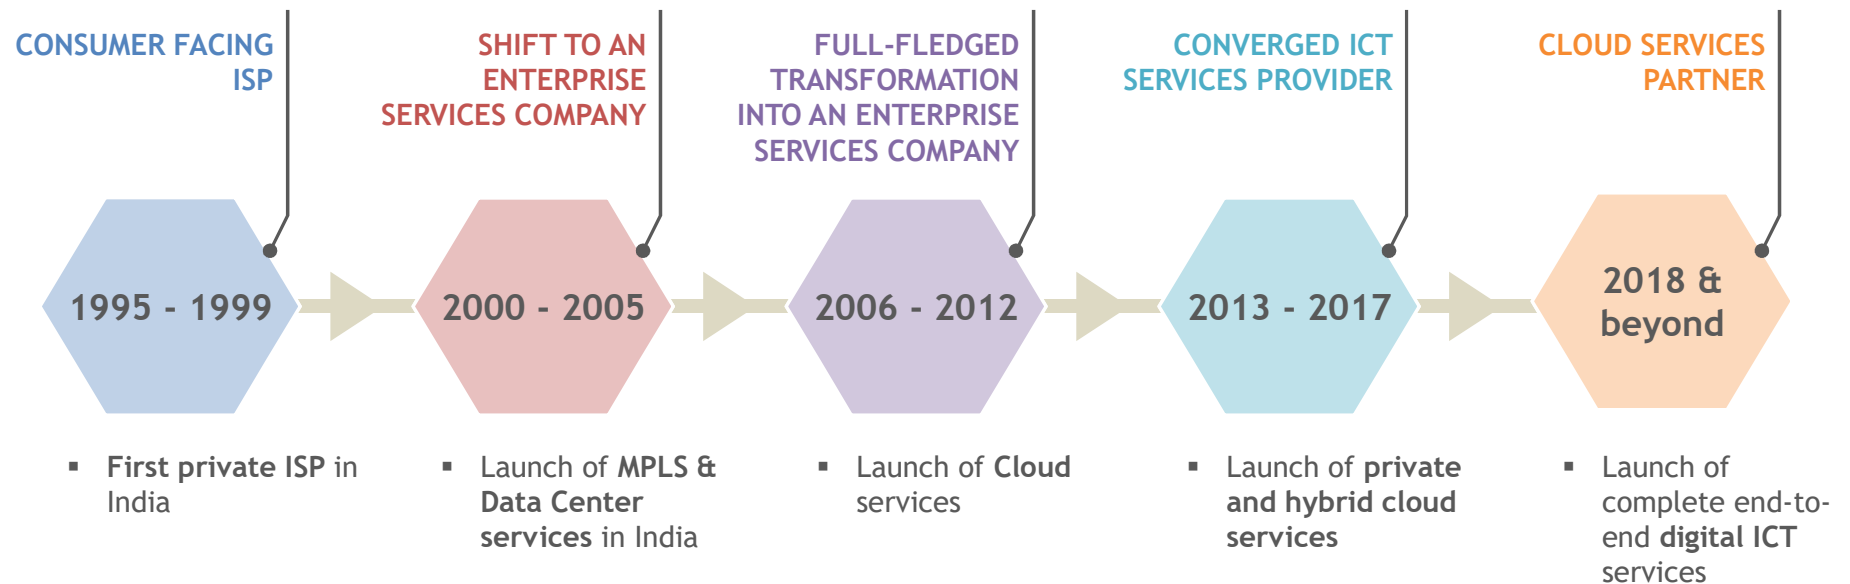 CONSUMER FACING
ISP
SHIFT TO AN
ENTERPRISE
SERVICES COMPANY
FULL-FLEDGED
TRANSFORMATION
INTO AN ENTERPRISE
SERVICES COMPANY
CONVERGED ICT
SERVICES PROVIDER
CLOUD SERVICES
PARTNER
1995 - 1999
2000 - 2005
2006 - 2012
2013 - 2017
2018 &
beyond
▪ First private ISP in
India
▪ Launch of MPLS &
Data Center
services in India
▪ Launch of Cloud
services
▪ Launch of private
and hybrid cloud
services
▪ Launch of
complete end-to-
end digital ICT
services